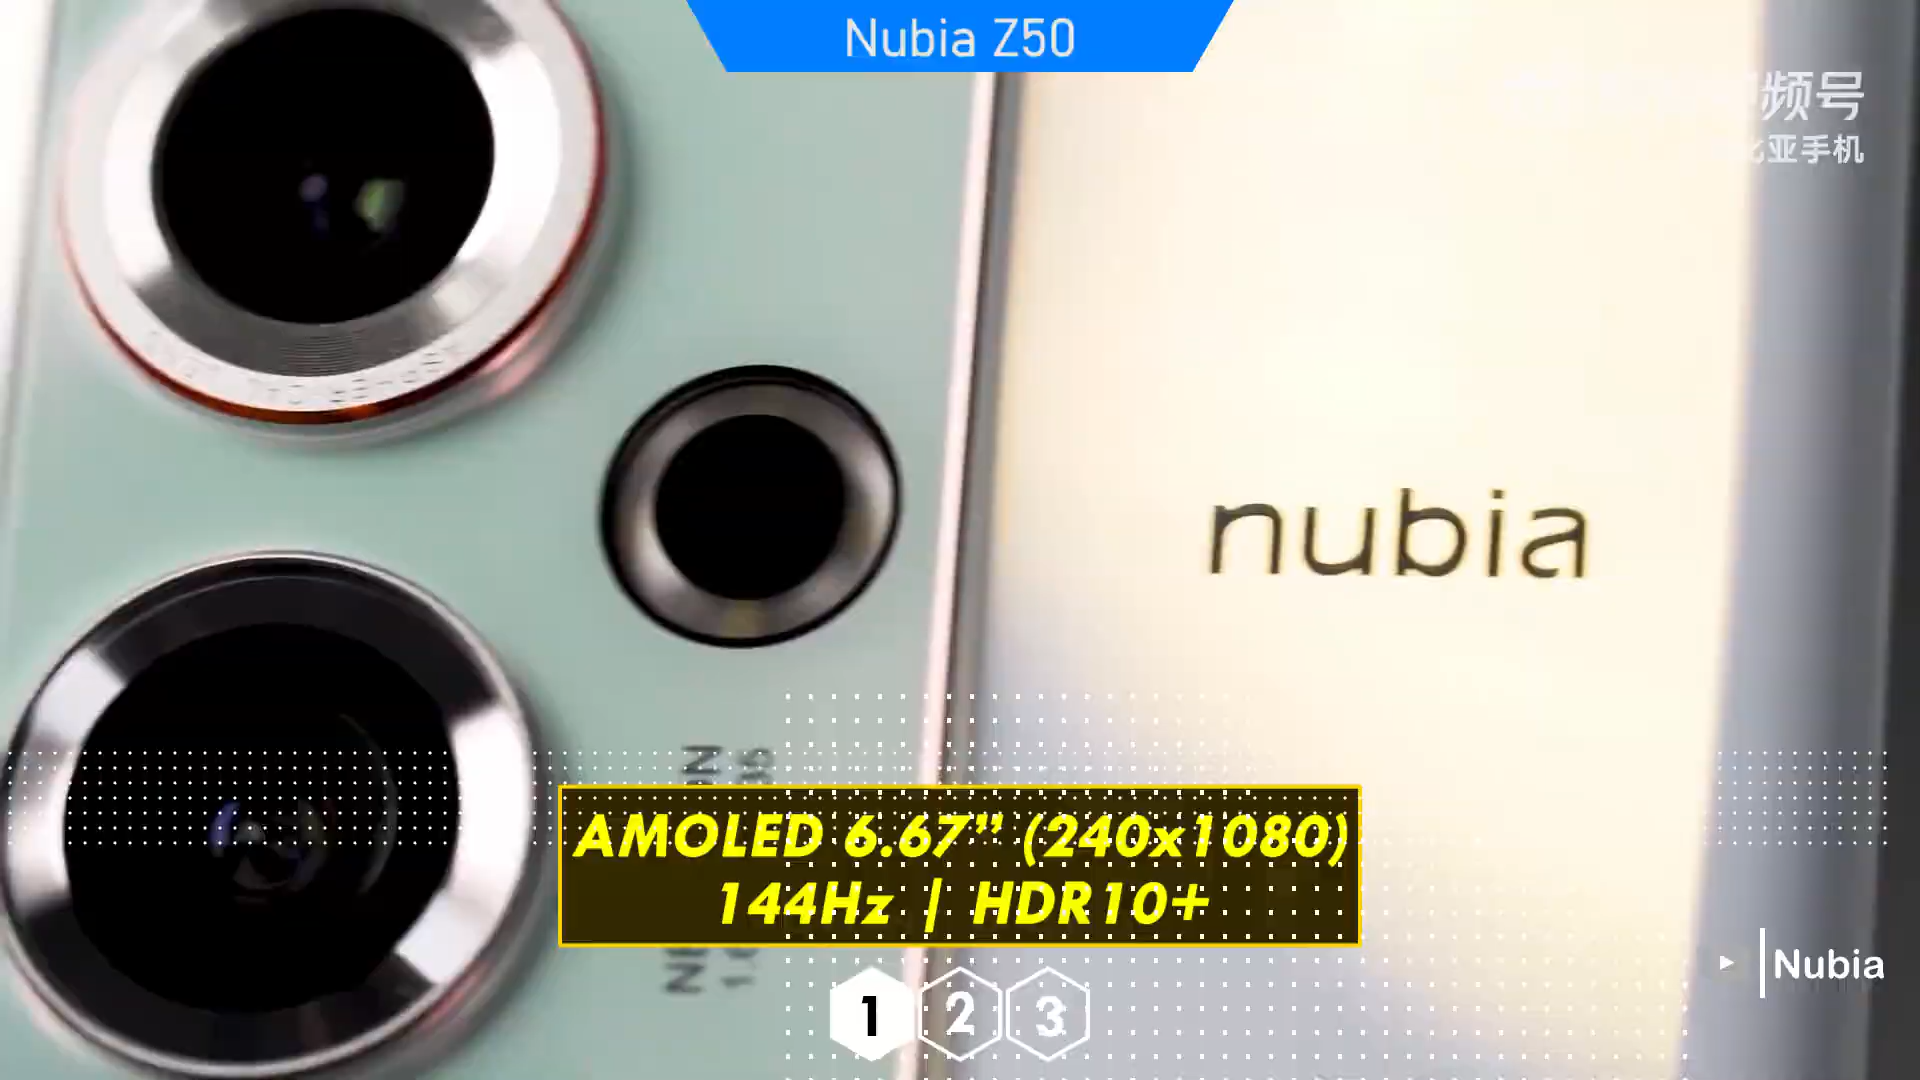 Nubia Z50
频号
亚手机
nubia
AMOLED 6.67" (240x1080)
144Hz | HDR10+
1 2 3
Nubia